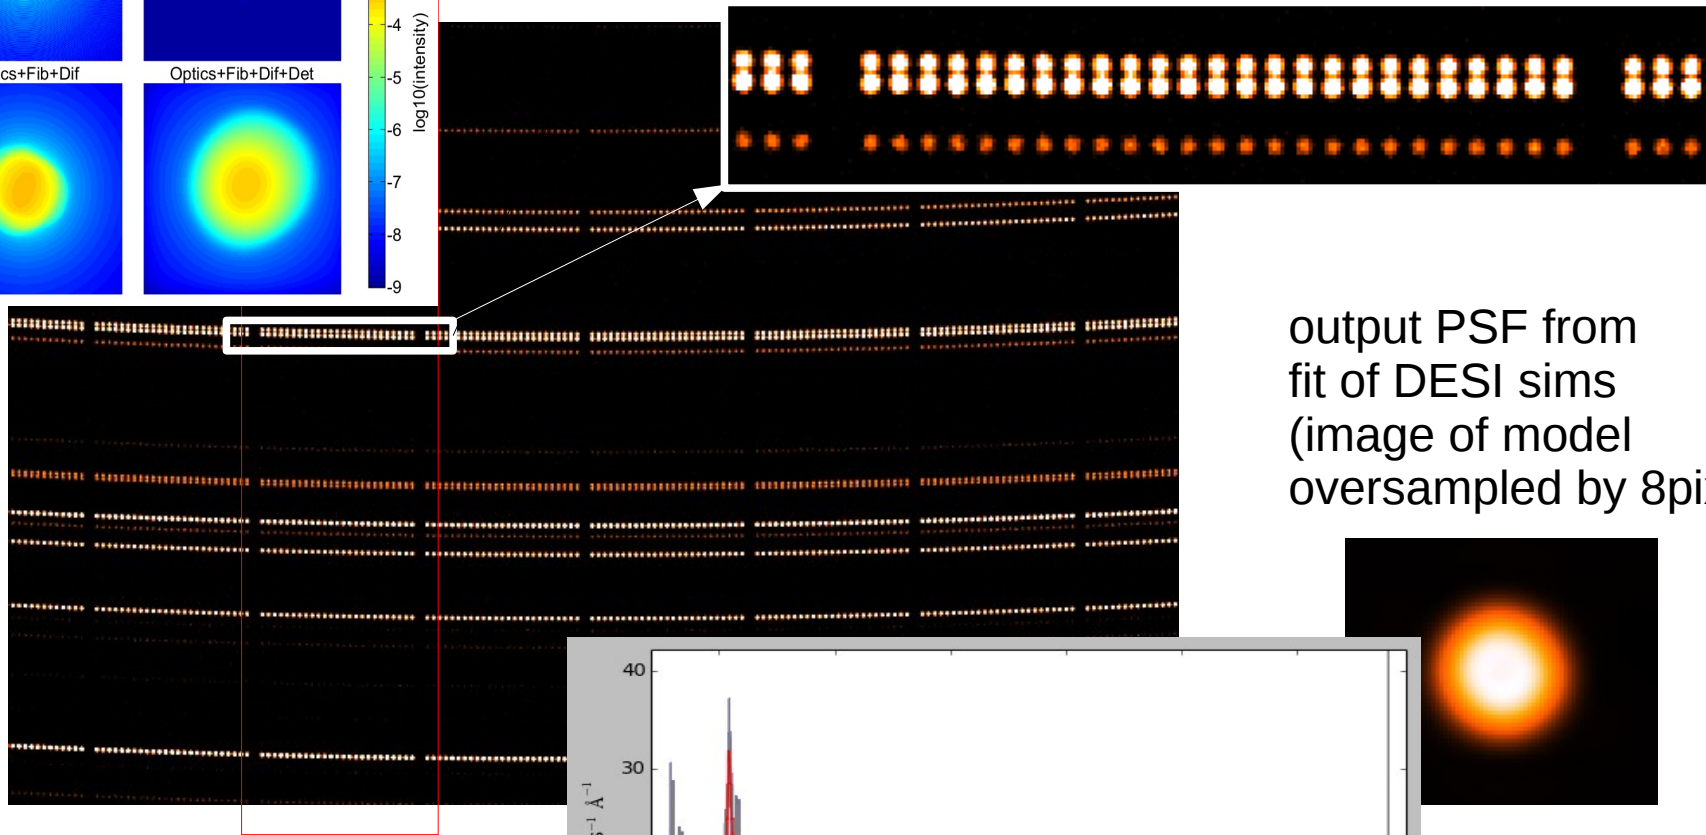 -4
-5
-6
-7
-8
-9
log10(intensity)
cs+Fib+Dif
Optics+Fib+Dif+Det
output PSF from
fit of DESI sims
(image of model
oversampled by 8pi
40
30
Å⁻¹